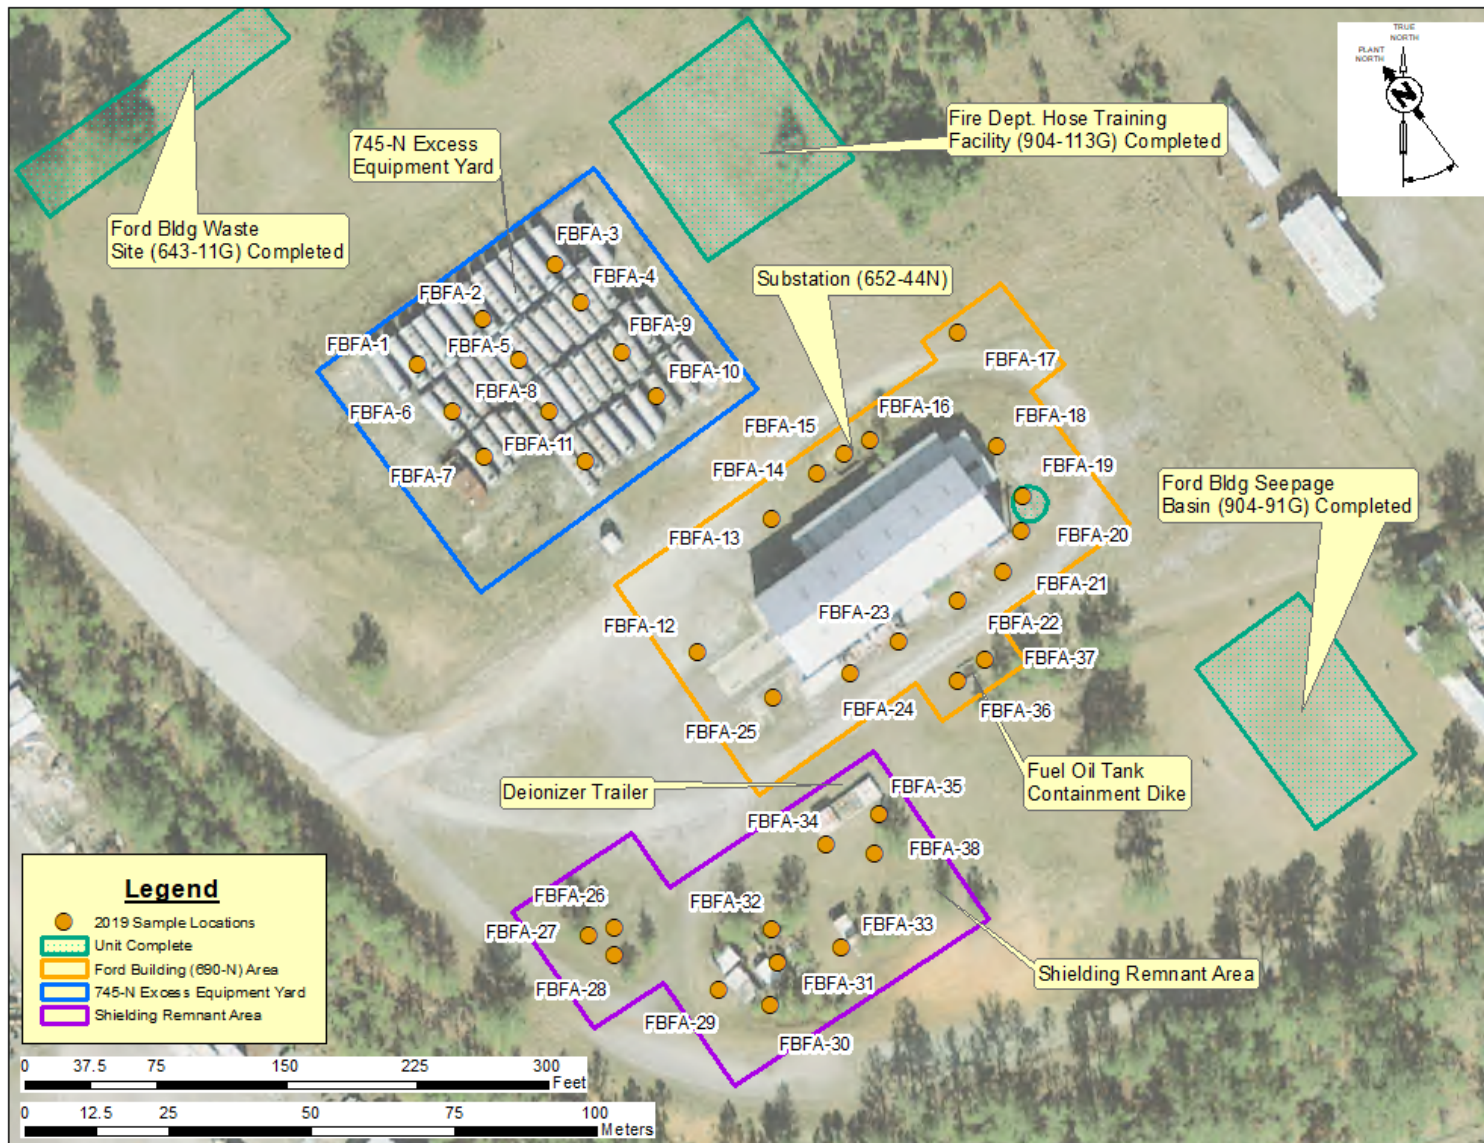 TRUE
NORTH
PLANT
NORTH
N
745-N Excess
Equipment Yard
Fire Dept. Hose Training
Facility (904-113G) Completed
Ford Bldg Waste
Site (643-11G) Completed
Substation (652-44N)
FBFA-3
FBFA-4
FBFA-2
FBFA-1
FBFA-5
FBFA-9
FBFA-10
FBFA-8
FBFA-6
FBFA-11
FBFA-7
FBFA-17
FBFA-16
FBFA-15
FBFA-18
FBFA-14
FBFA-19
FBFA-13
FBFA-20
FBFA-21
FBFA-12
FBFA-23
FBFA-22
FBFA-37
FBFA-24
FBFA-36
FBFA-25
Ford Bldg Seepage
Basin (904-91G) Completed
Fuel Oil Tank
Containment Dike
Deionizer Trailer
FBFA-35
FBFA-34
FBFA-38
FBFA-26
FBFA-32
FBFA-33
FBFA-27
FBFA-28
FBFA-31
FBFA-29
FBFA-30
Shielding Remnant Area
Legend
2019 Sample Locations
Unit Complete
Ford Building (690-N) Area
745-N Excess Equipment Yard
Shielding Remnant Area
0 37.5 75 150 225 300
Feet
0 12.5 25 50 75 100
Meters